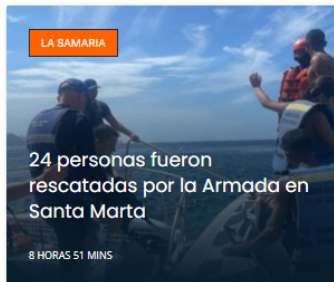 LA SAMARIA
24 personas fueron
rescatadas por la Armada en
Santa Marta
8 HORAS 51 MINS